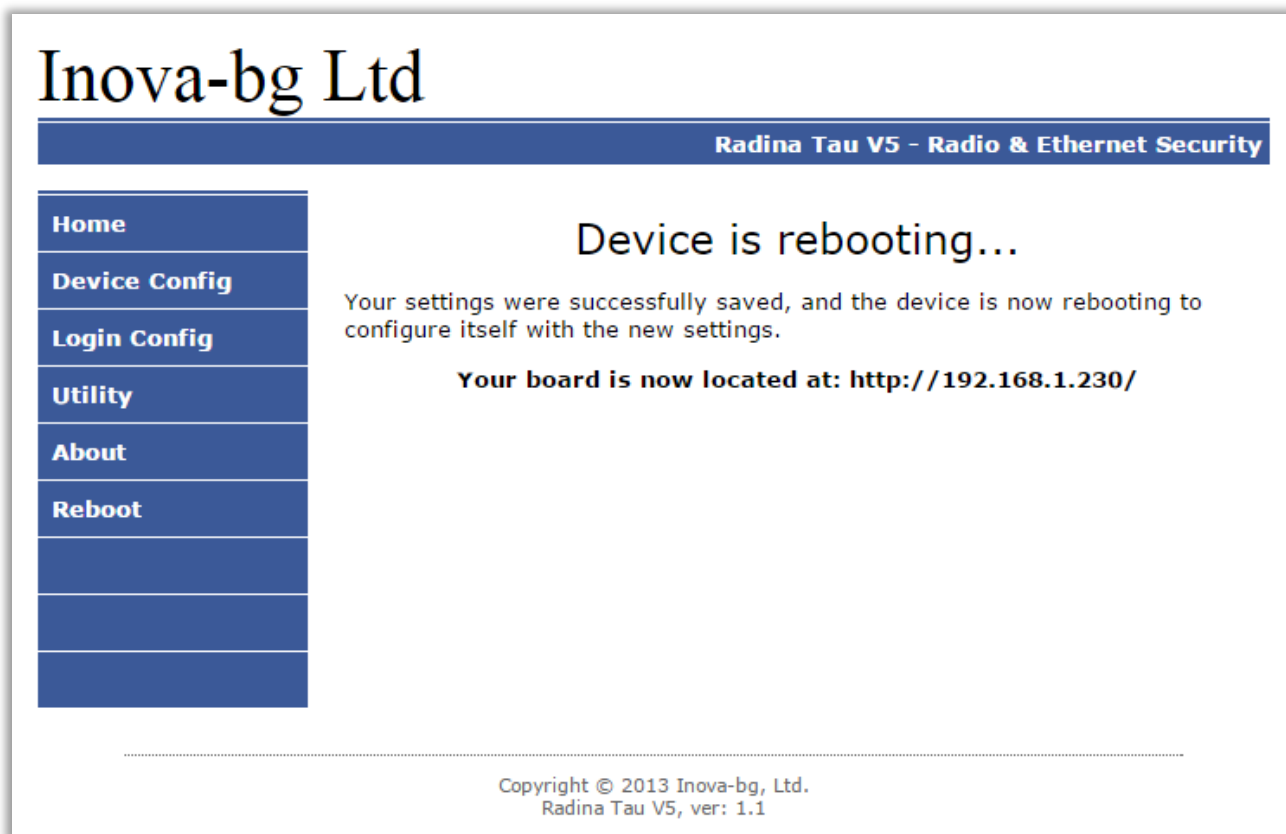 Inova-bg Ltd
Radina Tau V5 - Radio & Ethernet Security
Home
Device Config
Login Config
Utility
About
Reboot
Device is rebooting...
Your settings were successfully saved, and the device is now rebooting to
configure itself with the new settings.
Your board is now located at: http://192.168.1.230/
Copyright © 2013 Inova-bg, Ltd.
Radina Tau V5, ver: 1.1